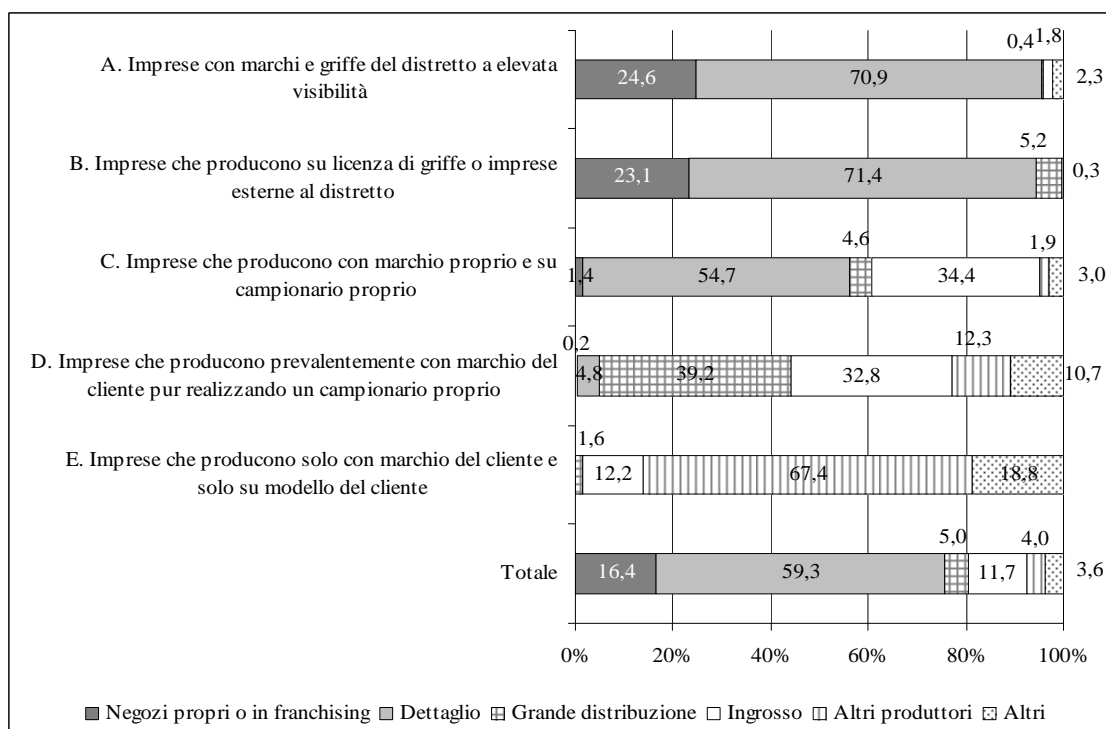 0,4 1,8
A. Imprese con marchi e griffe del distretto a elevata
visibilità
24,6 70,9 2,3
5,2
B. Imprese che producono su licenza di griffe o imprese
esterne al distretto
23,1 71,4 0,3
4,6 1,9
C. Imprese che producono con marchio proprio e su
campionario proprio
1,4 54,7 34,4 3,0
0,2 12,3
D. Imprese che producono prevalentemente con marchio del
cliente pur realizzando un campionario proprio
4,8 39,2 32,8 10,7
1,6
E. Imprese che producono solo con marchio del cliente e
solo su modello del cliente
12,2 67,4 18,8
5,0 4,0
Totale 16,4 59,3 11,7 3,6
0% 20% 40% 60% 80% 100%
Negozi propri o in franchising Dettaglio Grande distribuzione Ingrosso Altri produttori Altri